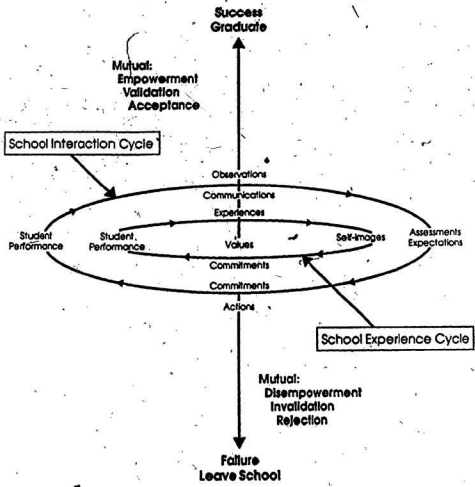 Success
Graduate
Mutual:
Empowerment
Validation
Acceptance
School Interaction Cycle
Observations
Communications
Experiences
Student
Performance
Student
Performance
Values
Self-Images
Assessments
Expectations
Commitments
Commitments
Actions
School Experience Cycle
Mutual:
Disempowerment
Invalidation
Rejection
Failure
Leave School